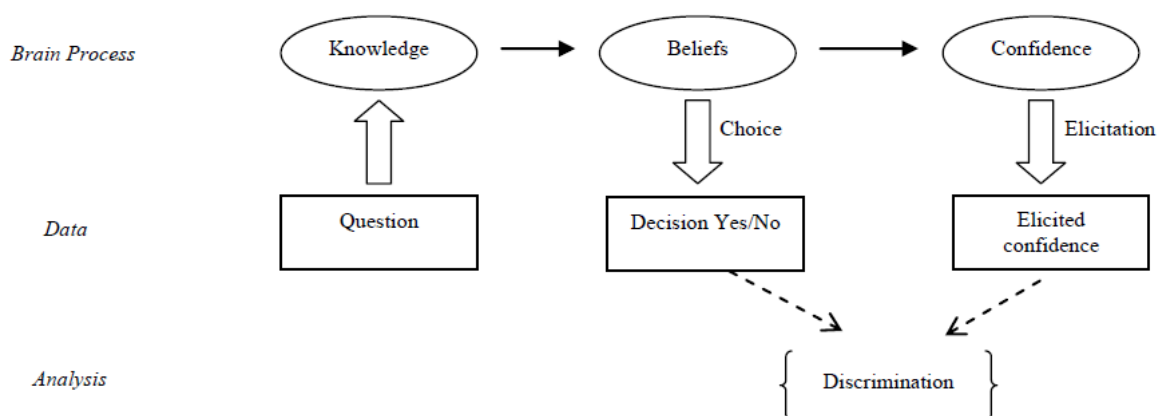 Brain Process
Knowledge
Beliefs
Confidence
Choice
Elicitation
Data
Question
Decision Yes/No
Elicited
confidence
Analysis
Discrimination